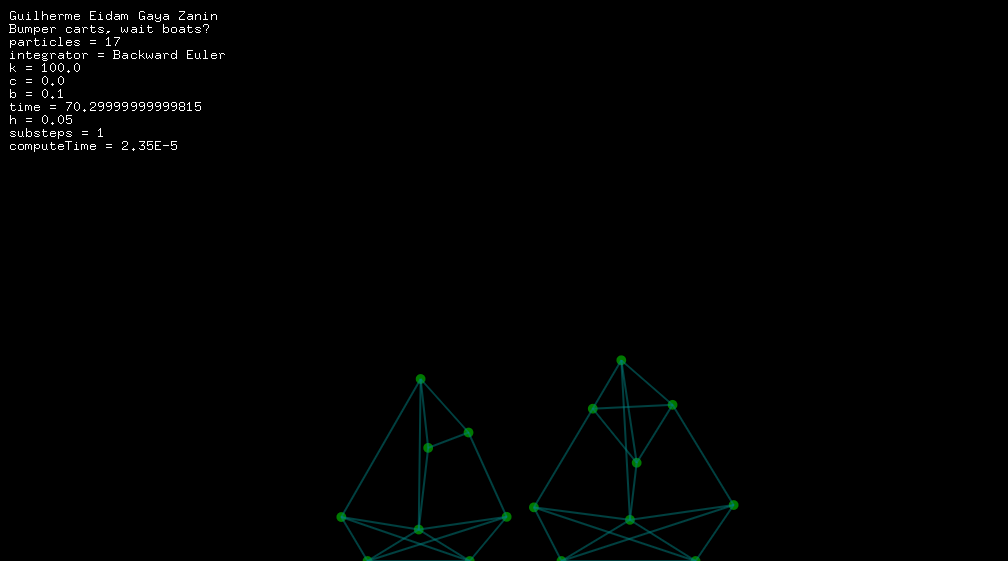 Guilherme Eidam Gaya Zanin
Bumper carts, wait boats?
particles = 17
integrator = Backward Euler
k = 100.0
c = 0.0
b = 0.1
time = 70.29999999999815
h = 0.05
substeps = 1
computeTime = 2.35E-5